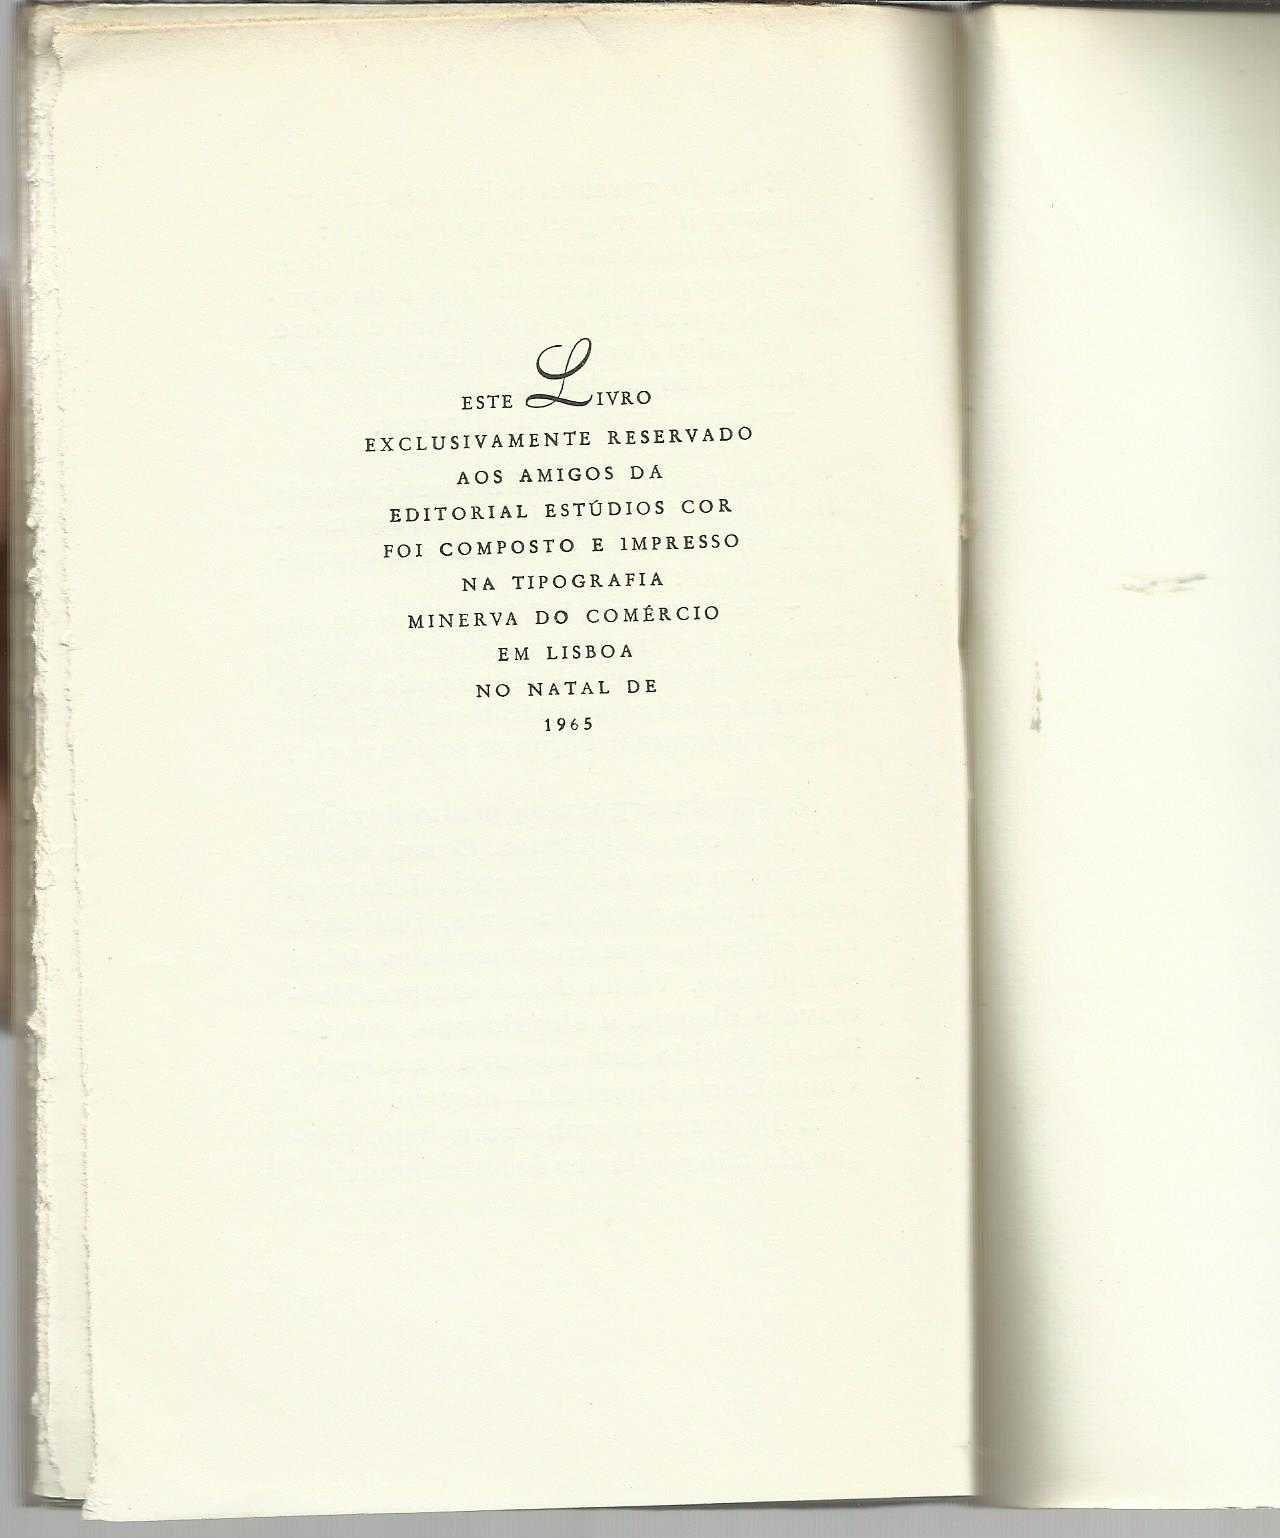 ESTE LIVRO
EXCLUSIVAMENTE RESERVADO
AOS AMIGOS DA
EDITORIAL ESTÚDIOS COR
FOI COMPOSTO E IMPRESSO
NA TIPOGRAFIA
MINERVA DO COMÉRCIO
EM LISBOA
NO NATAL DE
1965